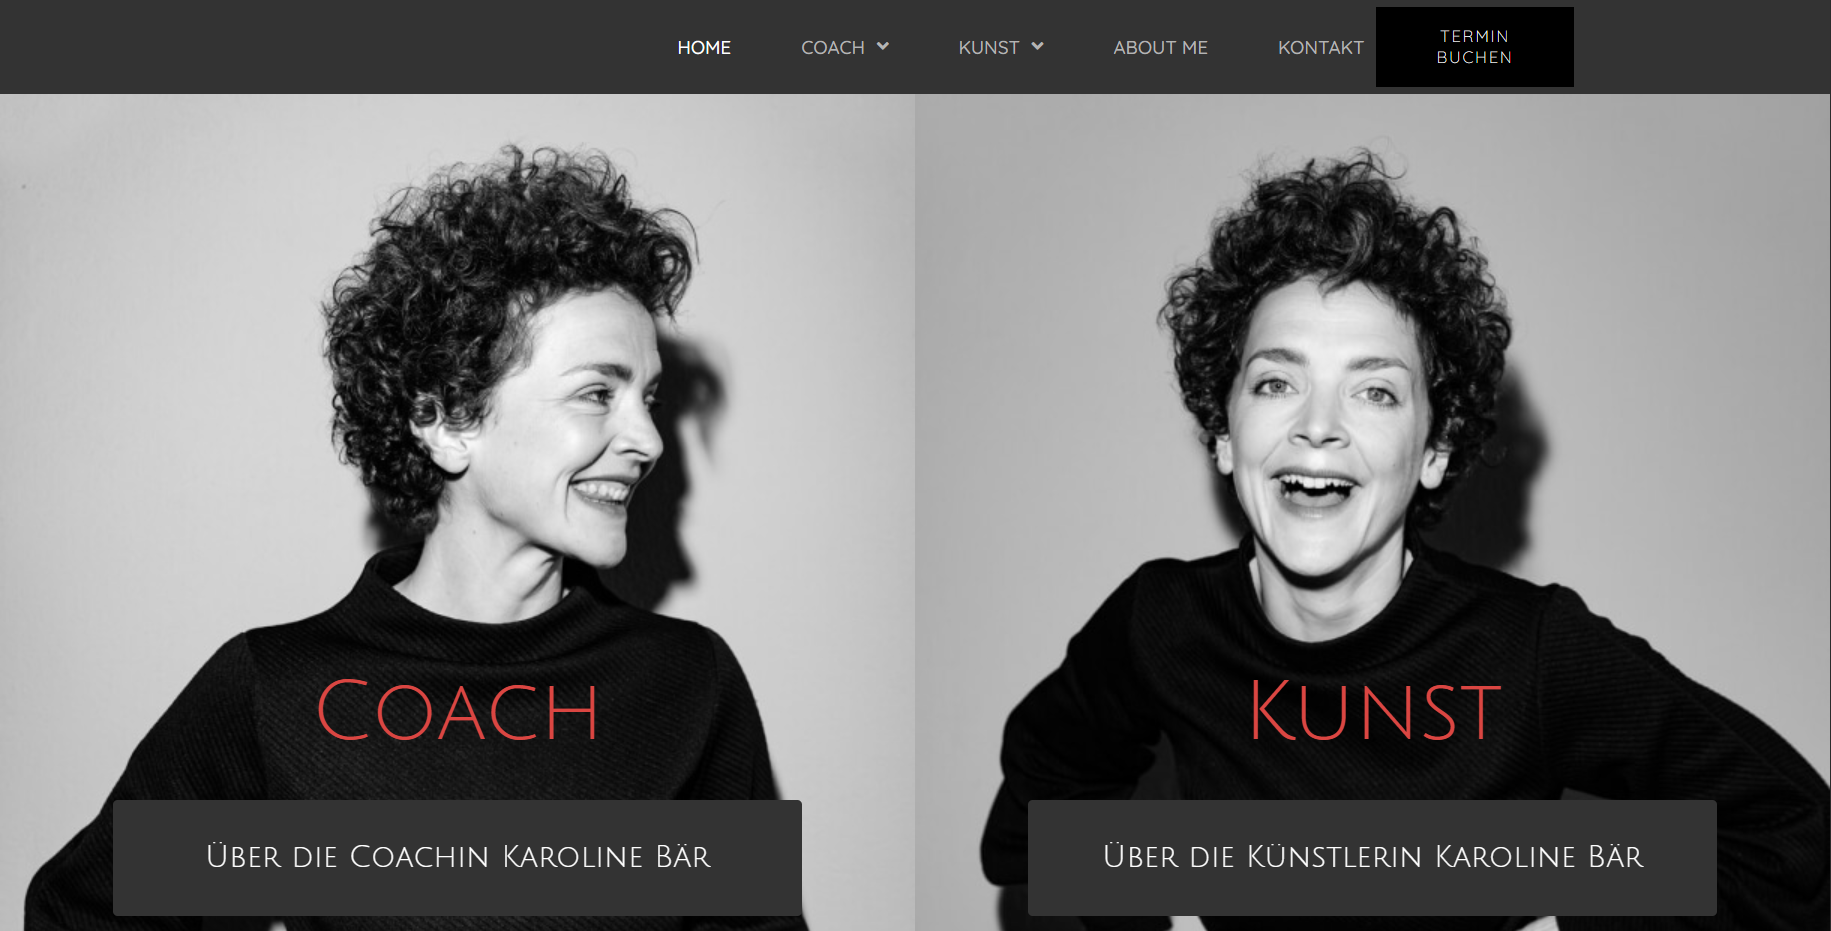 HOME
COACH
KUNST
ABOUT ME
KONTAKT
TERMIN
BUCHEN
COACH
KUNST
ÜBER DIE COACHIN KAROLINE BÄR
ÜBER DIE KÜNSTLERIN KAROLINE BÄR